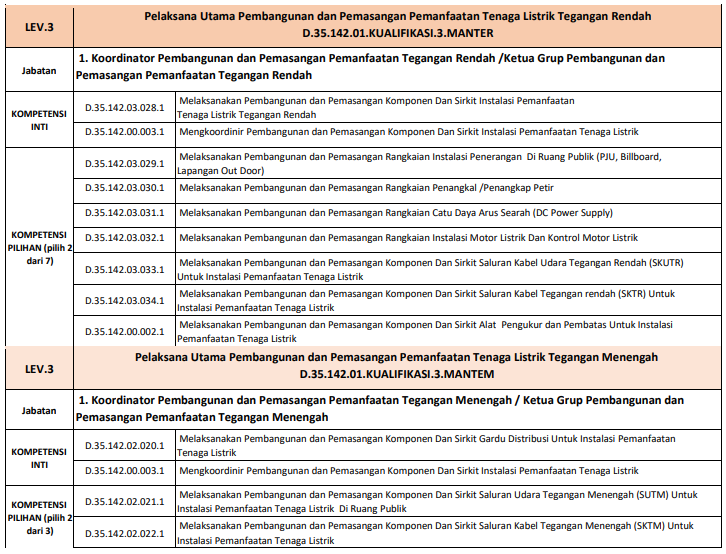 LEV.3
Pelaksana Utama Pembangunan dan Pemasangan Pemanfaatan Tenaga Listrik Tegangan Rendah
D.35.142.01.KUALIFIKASI.3.MANTER
Jabatan
1. Koordinator Pembangunan dan Pemasangan Pemanfaatan Tegangan Rendah /Ketua Grup Pembangunan dan
Pemasangan Pemanfaatan Tegangan Rendah
KOMPETENSI
INTI
D.35.142.03.028.1
Melaksanakan Pembangunan dan Pemasangan Komponen Dan Sirkit Instalasi Pemanfaatan
Tenaga Listrik Tegangan Rendah
D.35.142.00.003.1
Mengkoordinir Pembangunan dan Pemasangan Komponen Dan Sirkit Instalasi Pemanfaatan Tenaga Listrik
KOMPETENSI
PILIHAN (pilih 2
dari 7)
D.35.142.03.029.1
Melaksanakan Pembangunan dan Pemasangan Rangkaian Instalasi Penerangan Di Ruang Publik (PJU, Billboard,
Lapangan Out Door)
D.35.142.03.030.1
Melaksanakan Pembangunan dan Pemasangan Rangkaian Penangkal /Penangkap Petir
D.35.142.03.031.1
Melaksanakan Pembangunan dan Pemasangan Rangkaian Catu Daya Arus Searah (DC Power Supply)
D.35.142.03.032.1
Melaksanakan Pembangunan dan Pemasangan Rangkaian Instalasi Motor Listrik Dan Kontrol Motor Listrik
D.35.142.03.033.1
Melaksanakan Pembangunan dan Pemasangan Komponen Dan Sirkit Saluran Kabel Udara Tegangan Rendah (SKUTR)
Untuk Instalasi Pemanfaatan Tenaga Listrik
D.35.142.03.034.1
Melaksanakan Pembangunan dan Pemasangan Komponen Dan Sirkit Saluran Kabel Tegangan rendah (SKTR) Untuk
Instalasi Pemanfaatan Tenaga Listrik
D.35.142.00.002.1
Melaksanakan Pembangunan dan Pemasangan Komponen Dan Sirkit Alat Pengukur dan Pembatas Untuk Instalasi
Pemanfaatan Tenaga Listrik
LEV.3
Pelaksana Utama Pembangunan dan Pemasangan Pemanfaatan Tenaga Listrik Tegangan Menengah
D.35.142.01.KUALIFIKASI.3.MANTEM
Jabatan
1. Koordinator Pembangunan dan Pemasangan Pemanfaatan Tegangan Menengah / Ketua Grup Pembangunan dan
Pemasangan Pemanfaatan Tegangan Menengah
KOMPETENSI
INTI
D.35.142.02.020.1
Melaksanakan Pembangunan dan Pemasangan Komponen Dan Sirkit Gardu Distribusi Untuk Instalasi Pemanfaatan
Tenaga Listrik
D.35.142.00.003.1
Mengkoordinir Pembangunan dan Pemasangan Komponen Dan Sirkit Instalasi Pemanfaatan Tenaga Listrik
KOMPETENSI
PILIHAN (pilih 2
dari 3)
D.35.142.02.021.1
Melaksanakan Pembangunan dan Pemasangan Komponen Dan Sirkit Saluran Udara Tegangan Menengah (SUTM) Untuk
Instalasi Pemanfaatan Tenaga Listrik Di Ruang Publik
D.35.142.02.022.1
Melaksanakan Pembangunan dan Pemasangan Komponen Dan Sirkit Saluran Kabel Tegangan Menengah (SKTM) Untuk
Instalasi Pemanfaatan Tenaga Listrik